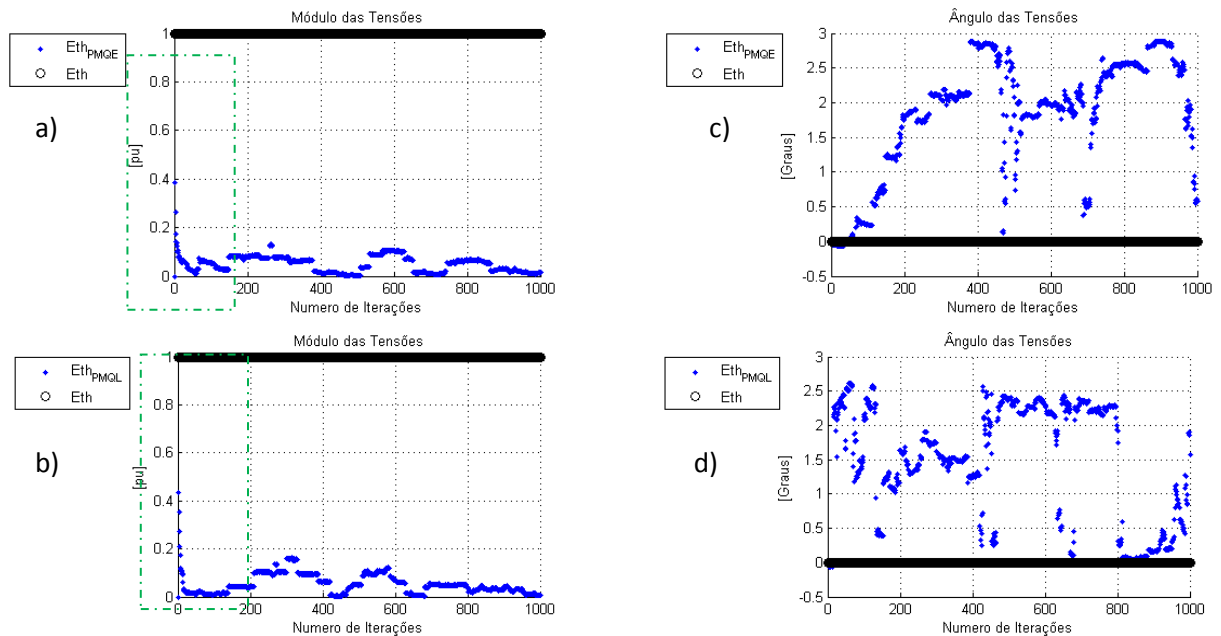 Módulo das Tensões
Eth_PMQE
Eth
a)
[pu]
1
0.8
0.6
0.4
0.2
0
0 200 400 600 800 1000
Numero de Iterações
Ângulo das Tensões
Eth_PMQE
Eth
c)
[Graus]
3
2.5
2
1.5
1
0.5
0
-0.5
0 200 400 600 800 1000
Numero de Iterações
Módulo das Tensões
Eth_PMQL
Eth
b)
[pu]
1
0.8
0.6
0.4
0.2
0
0 200 400 600 800 1000
Numero de Iterações
Ângulo das Tensões
Eth_PMQL
Eth
d)
[Graus]
3
2.5
2
1.5
1
0.5
0
-0.5
0 200 400 600 800 1000
Numero de Iterações